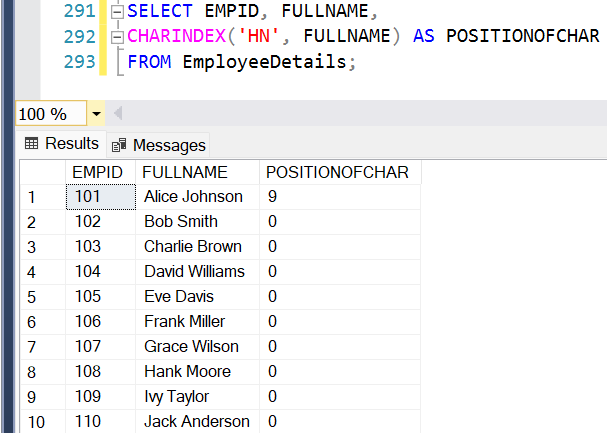 291 SELECT EMPID, FULLNAME,
292 CHARINDEX('HN', FULLNAME) AS POSITIONOFCHAR
293 FROM EmployeeDetails;
100 %
Results Messages
EMPID FULLNAME POSITIONOFCHAR
1 101 Alice Johnson 9
2 102 Bob Smith 0
3 103 Charlie Brown 0
4 104 David Williams 0
5 105 Eve Davis 0
6 106 Frank Miller 0
7 107 Grace Wilson 0
8 108 Hank Moore 0
9 109 Ivy Taylor 0
10 110 Jack Anderson 0